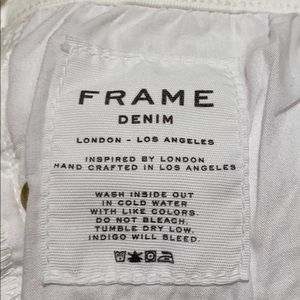 FRAME
DENIM
LONDON - LOS ANGELES
INSPIRED BY LONDON
HAND CRAFTED IN LOS ANGELES
WASH INSIDE OUT
IN COLD WATER
WITH LIKE COLORS.
DO NOT BLEACH.
TUMBLE DRY LOW.
INDIGO WILL BLEED.